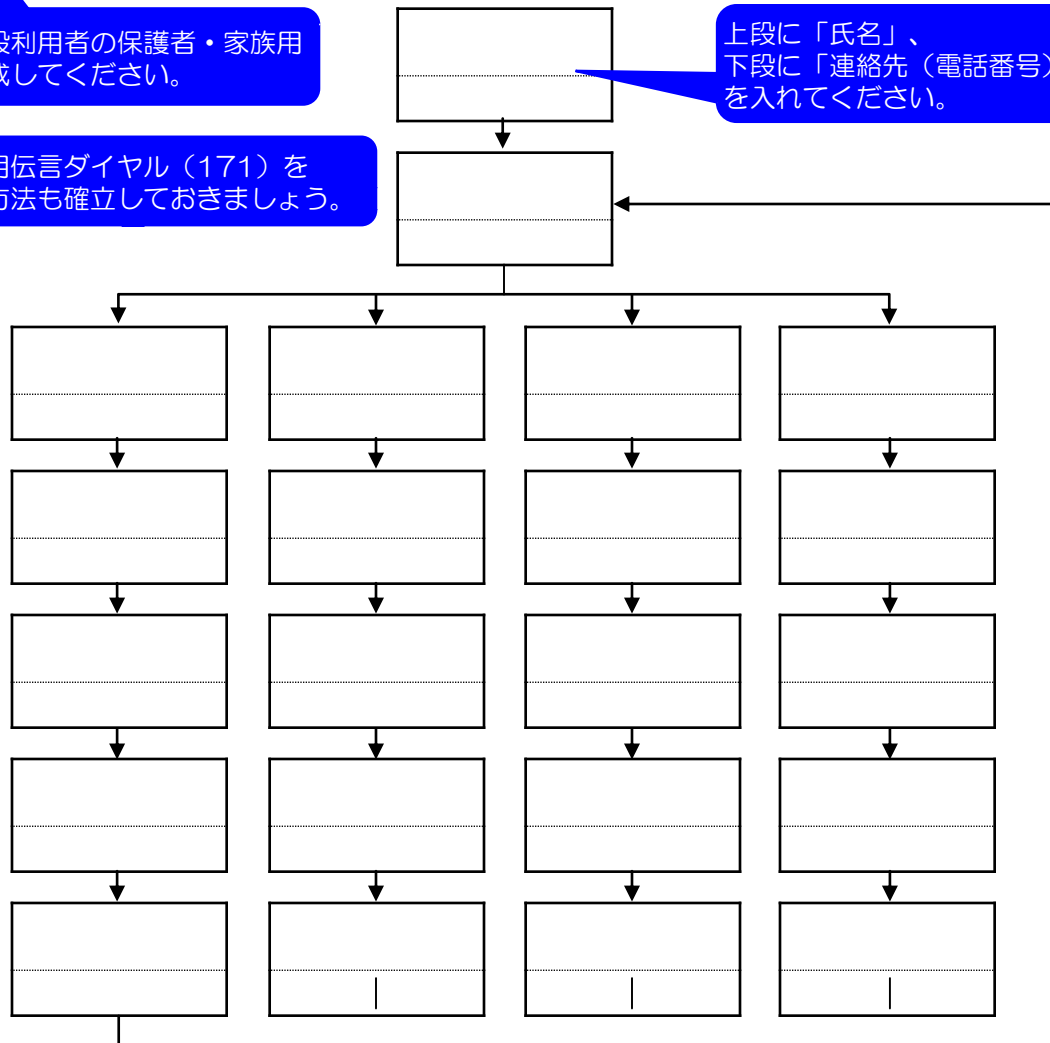 設利用者の保護者・家族用
成してください。
上段に「氏名」、
下段に「連絡先（電話番号）
を入れてください。
用伝言ダイヤル（171）を
方法も確立しておきましょう。